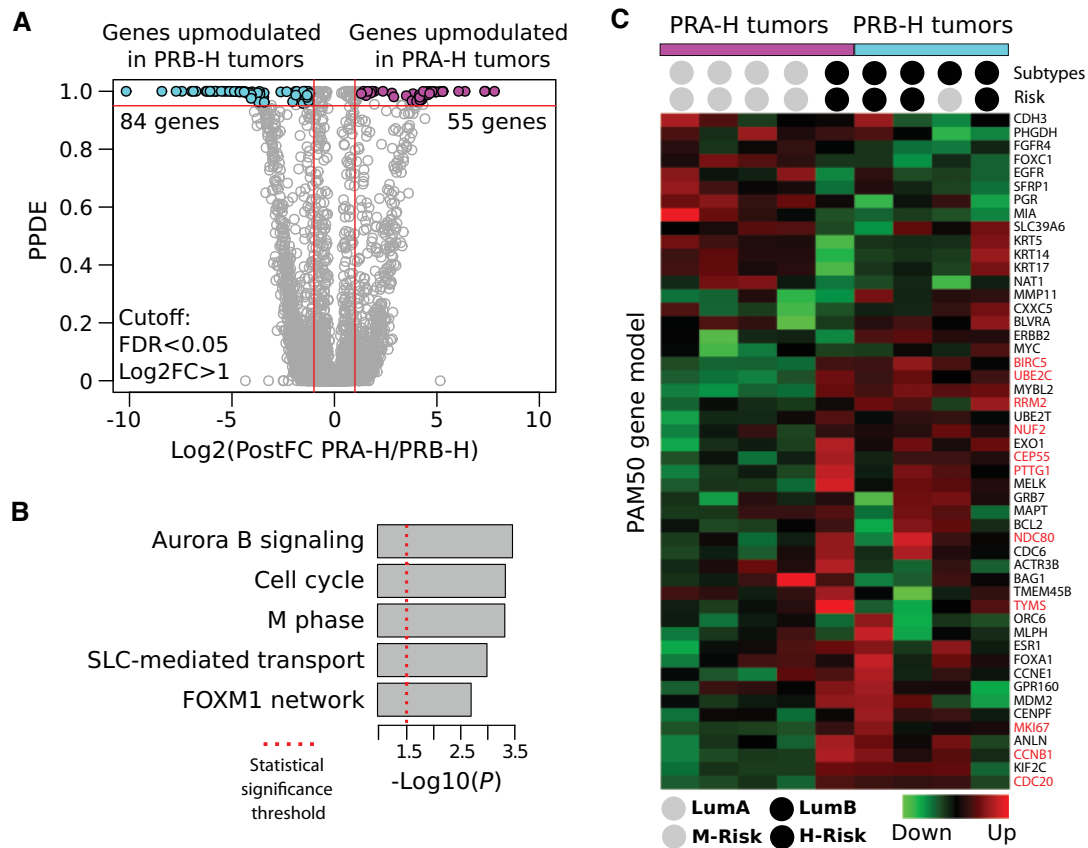 A
Genes upmodulated
in PRB-H tumors
Genes upmodulated
in PRA-H tumors
84 genes
55 genes
PPDE
1.0
0.8
0.6
0.4
0.2
0
Cutoff:
FDR<0.05
Log2FC>1
-10
-5
0
5
10
Log2(PostFC PRA-H/PRB-H)
B
Aurora B signaling
Cell cycle
M phase
SLC-mediated transport
FOXM1 network
1.5
2.5
3.5
-Log10(P)
Statistical
significance
threshold
C
PRA-H tumors
PRB-H tumors
Subtypes
Risk
PAM50 gene model
CDH3
PHGDH
FGFR4
FOXC1
EGFR
SFRP1
PGR
MIA
SLC39A6
KRT5
KRT14
KRT17
NAT1
MMP11
CXXC5
BLVRA
ERBB2
MYC
BIRC5
UBE2C
MYBL2
RRM2
UBE2T
NUF2
EXO1
CEP55
PTTG1
MELK
GRB7
MAPT
BCL2
NDC80
CDC6
ACTR3B
BAG1
TMEM45B
TYMS
ORC6
MLPH
ESR1
FOXA1
CCNE1
GPR160
MDM2
CENPF
MKI67
ANLN
CCNB1
KIF2C
CDC20
LumA
LumB
M-Risk
H-Risk
Down
Up